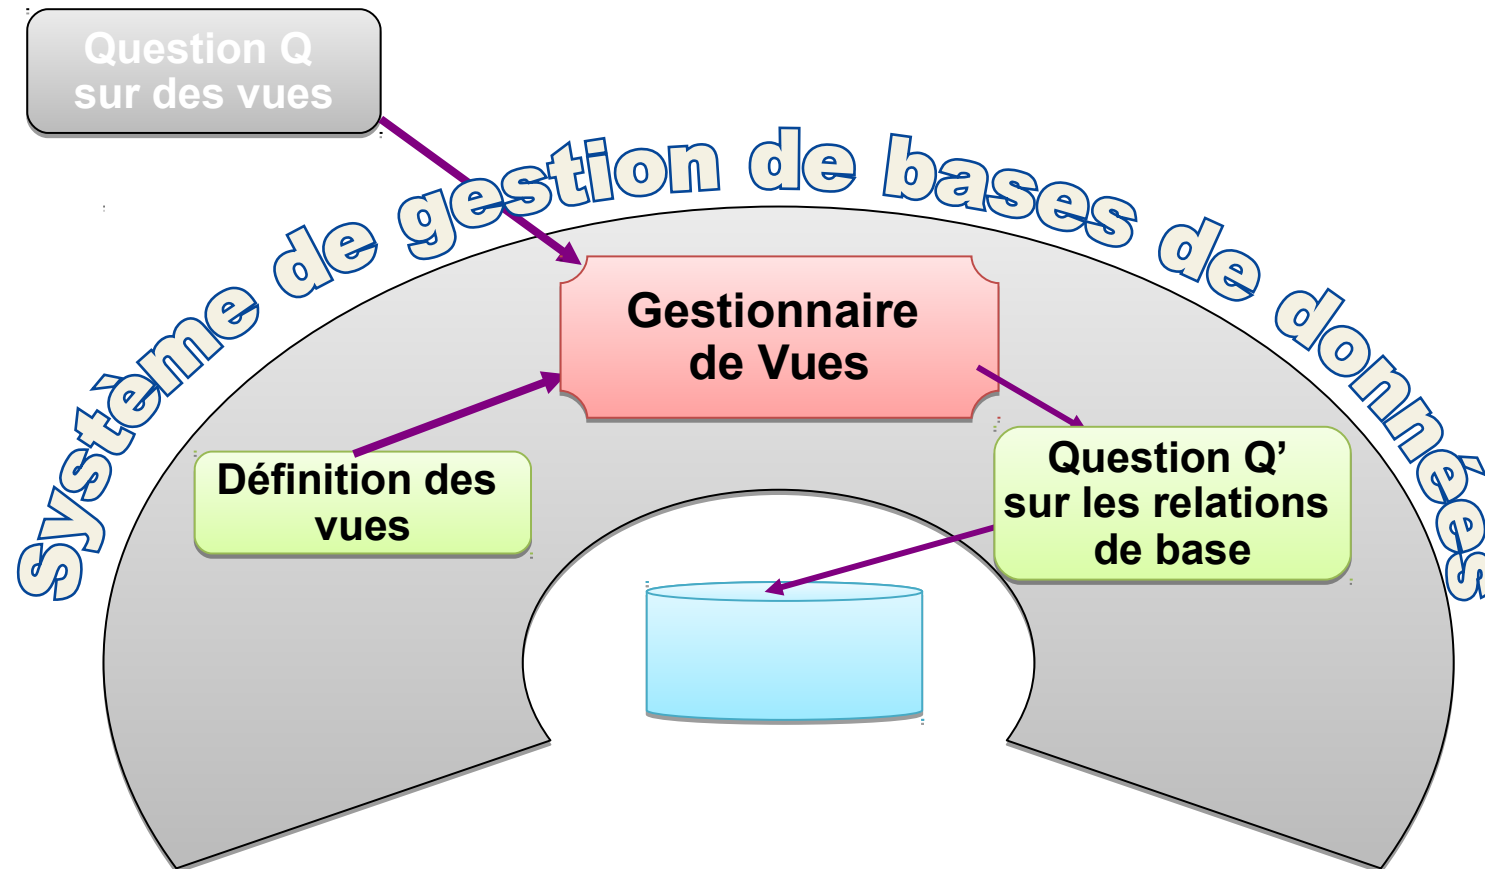 Question Q
sur des vues
Système de gestion de bases de données
Gestionnaire
de Vues
Définition des
vues
Question Q’
sur les relations
de base